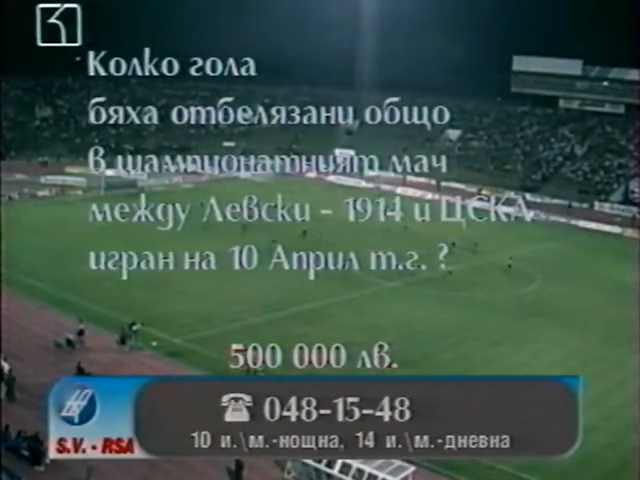 Колко гола
бяха отбелязани общо
в шампионатният мач
между Левски - 1914 и ЦСКА
игран на 10 Април т.г. ?
500 000 лв.
☎ 048-15-48
S.V. - RSA
10 и.\м.-нощна, 14 и.\м.-дневна